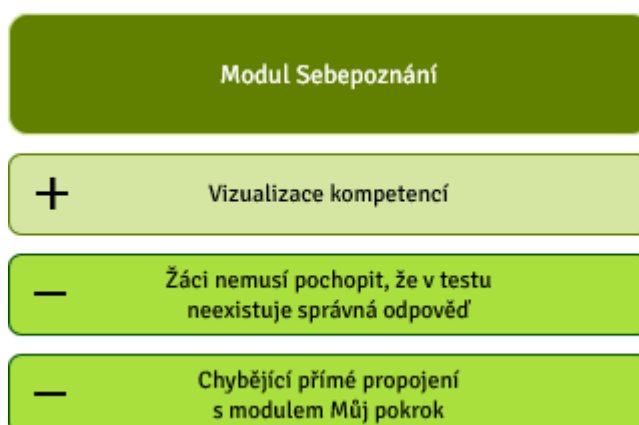 Modul Sebepoznání
+ Vizualizace kompetencí
− Žáci nemusí pochopit, že v testu
neexistuje správná odpověď
− Chybějící přímé propojení
s modulem Můj pokrok